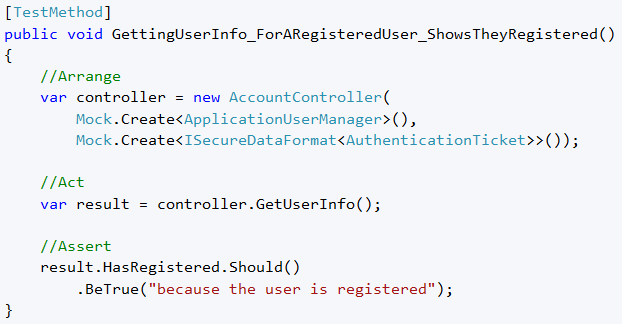 [TestMethod]
public void GettingUserInfo_ForARegisteredUser_ShowsTheyRegistered()
{
    //Arrange
    var controller = new AccountController(
        Mock.Create<ApplicationUserManager>(),
        Mock.Create<ISecureDataFormat<AuthenticationTicket>>());
    //Act
    var result = controller.GetUserInfo();
    //Assert
    result.HasRegistered.Should()
        .BeTrue("because the user is registered");
}